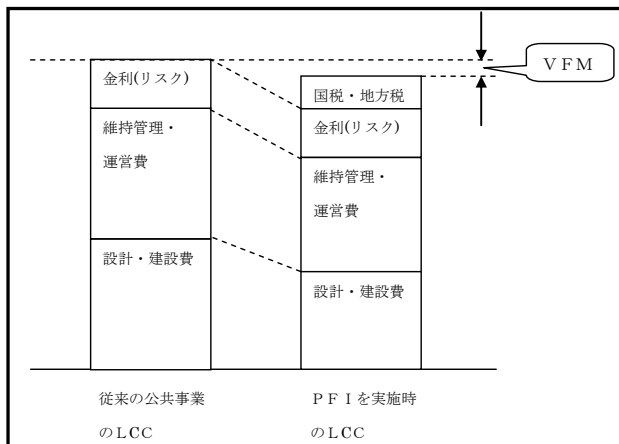 ＶＦＭ
金利(リスク)
維持管理・
運営費
設計・建設費
国税・地方税
金利(リスク)
維持管理・
運営費
設計・建設費
従来の公共事業
のＬＣＣ
ＰＦＩを実施時
のＬＣＣ